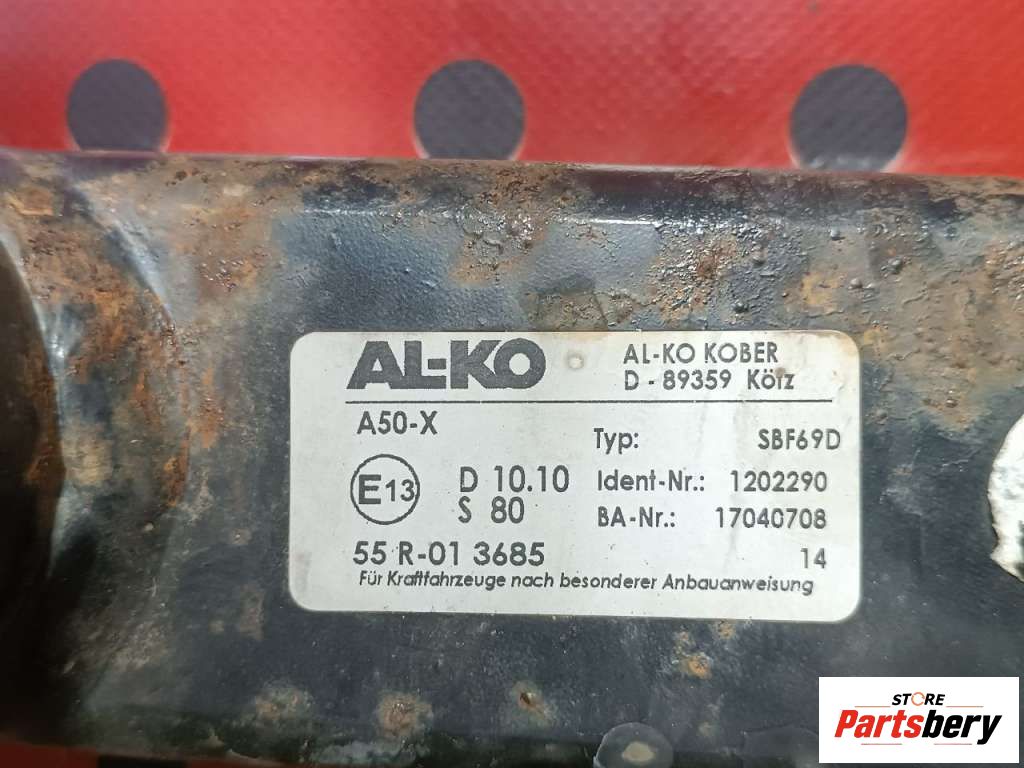 AL-KO
AL-KO KOBER
D - 89359 Kötz
A50-X
Typ: SBF69D
E13
D 10.10
Ident-Nr.: 1202290
S 80
BA-Nr.: 17040708
55 R-01 3685
14
Für Kraftfahrzeuge nach besonderer Anbauanweisung
STORE
Partsbery